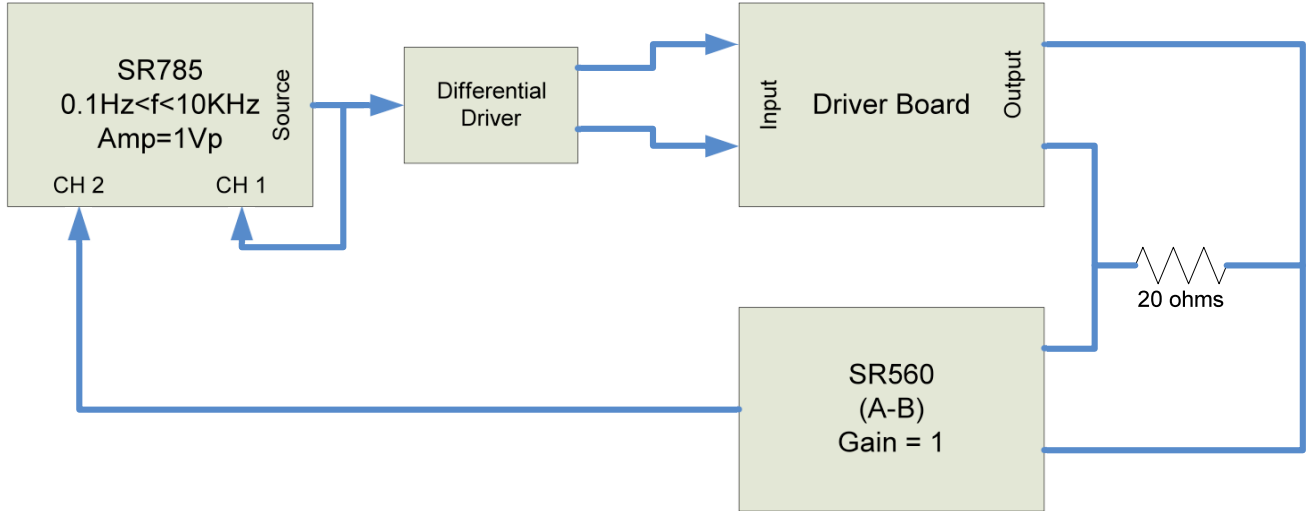 SR785
0.1Hz<f<10KHz
Amp=1Vp
Source
CH 2
CH 1
Differential
Driver
Input
Driver Board
Output
20 ohms
SR560
(A-B)
Gain = 1